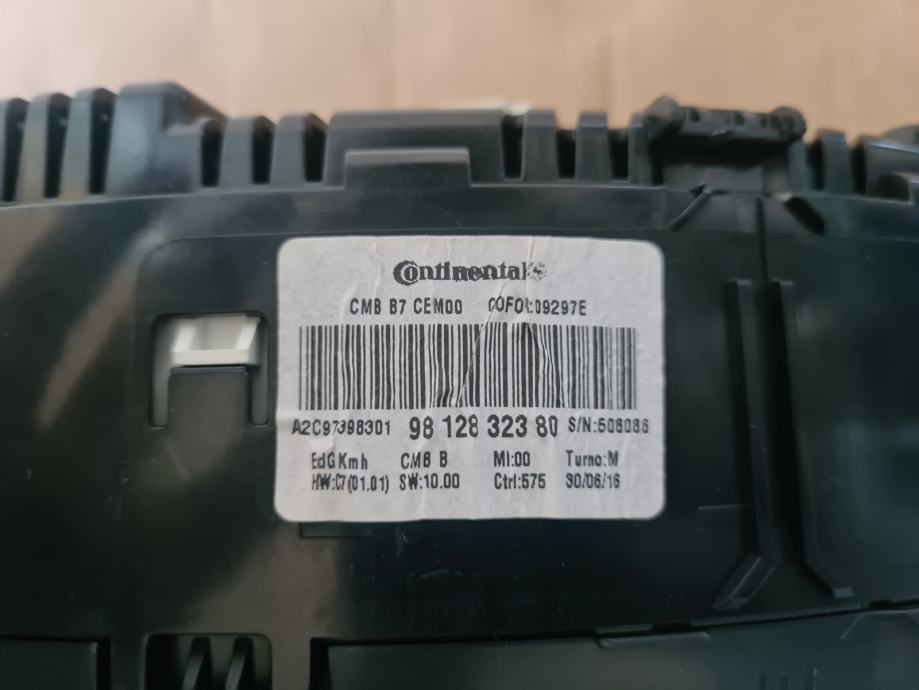 Continental
CMB B7 CEM00 COFOR:09297E
A2C97398301 98 128 323 80 S/N:508086
EdG Kmh CMB B MI:00 Turno:M
HW:C7(01.01) SW:10.00 Ctrl:575 30/06/16